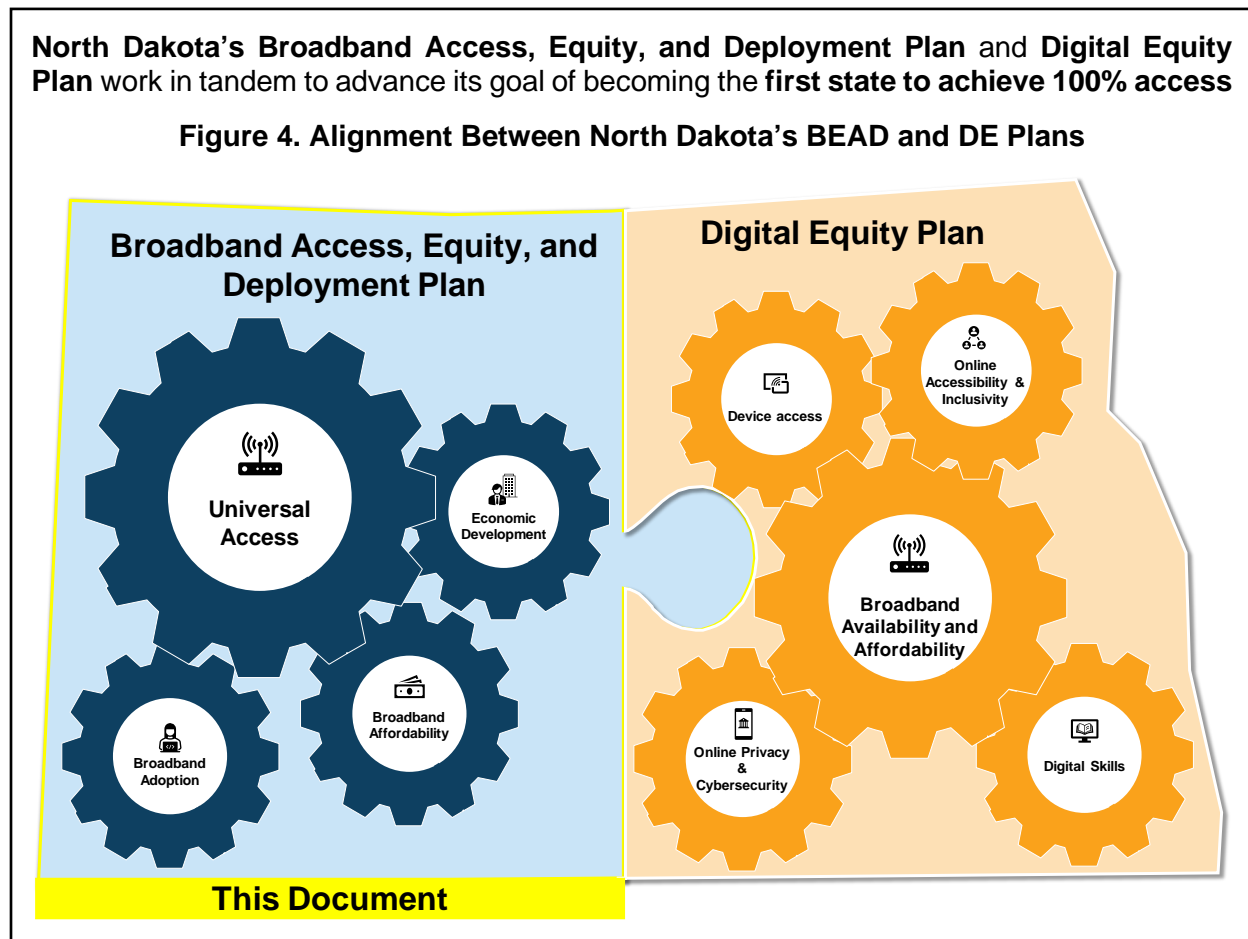 North Dakota's Broadband Access, Equity, and Deployment Plan and Digital Equity
Plan work in tandem to advance its goal of becoming the first state to achieve 100% access
Figure 4. Alignment Between North Dakota's BEAD and DE Plans
Broadband Access, Equity, and
Deployment Plan
Universal
Access
Economic
Development
Broadband
Affordability
Broadband
Adoption
This Document
Digital Equity Plan
Device access
Online
Accessibility &
Inclusivity
Broadband
Availability and
Affordability
Online Privacy
&
Cybersecurity
Digital Skills